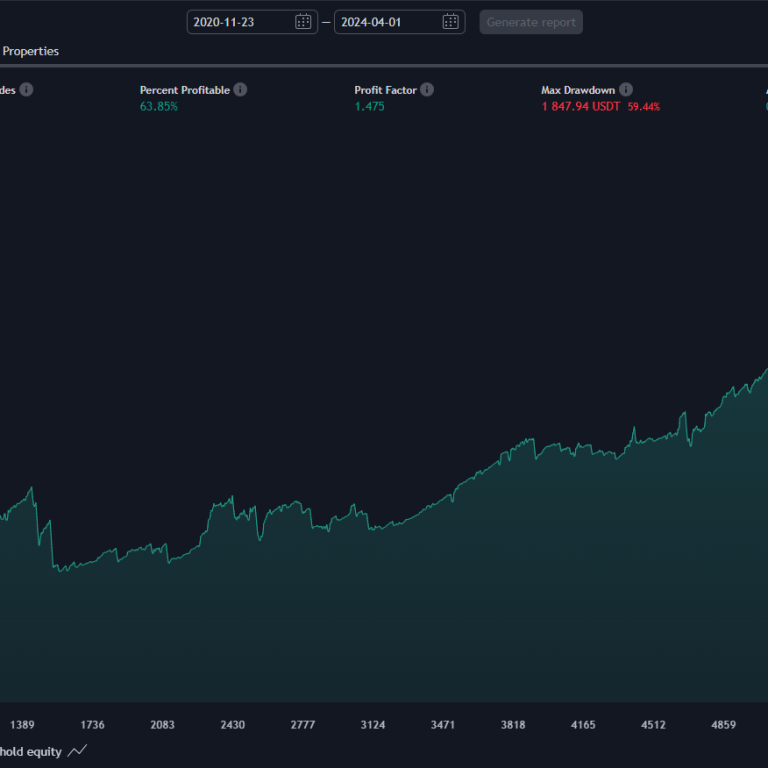 2020-11-23 — 2024-04-01 Generate report
Properties
des Percent Profitable Profit Factor Max Drawdown
63.85% 1.475 1 847.94 USDT 59.44%
1389 1736 2083 2430 2777 3124 3471 3818 4165 4512 4859
hold equity